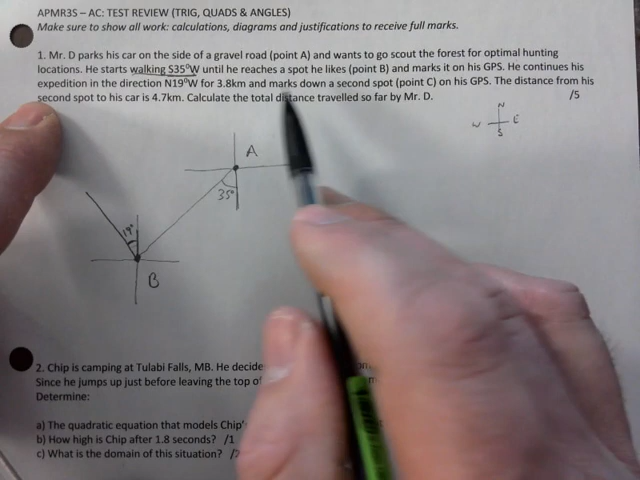 APMR3S – AC: TEST REVIEW (TRIG, QUADS & ANGLES)
Make sure to show all work: calculations, diagrams and justifications to receive full marks.
1. Mr. D parks his car on the side of a gravel road (point A) and wants to go scout the forest for optimal hunting
locations. He starts walking S35⁰W until he reaches a spot he likes (point B) and marks it on his GPS. He continues his
expedition in the direction N19⁰W for 3.8km and marks down a second spot (point C) on his GPS. The distance from his
second spot to his car is 4.7km. Calculate the total distance travelled so far by Mr. D. /5
N
W E
S
A
35°
19°
B
2. Chip is camping at Tulabi Falls, MB. He decide
Since he jumps up just before leaving the top of
Determine:
a) The quadratic equation that models Chip'
b) How high is Chip after 1.8 seconds? /1
c) What is the domain of this situation?